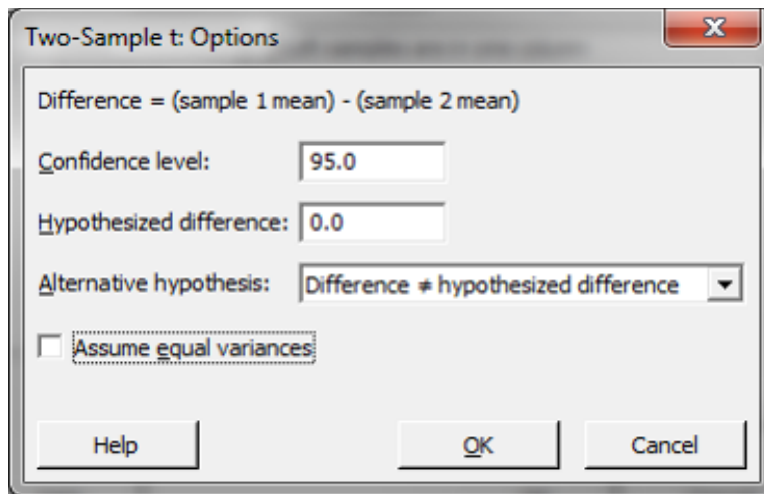 Two-Sample t: Options
Difference = (sample 1 mean) - (sample 2 mean)
Confidence level: 95.0
Hypothesized difference: 0.0
Alternative hypothesis: Difference ≠ hypothesized difference
Assume equal variances
Help OK Cancel